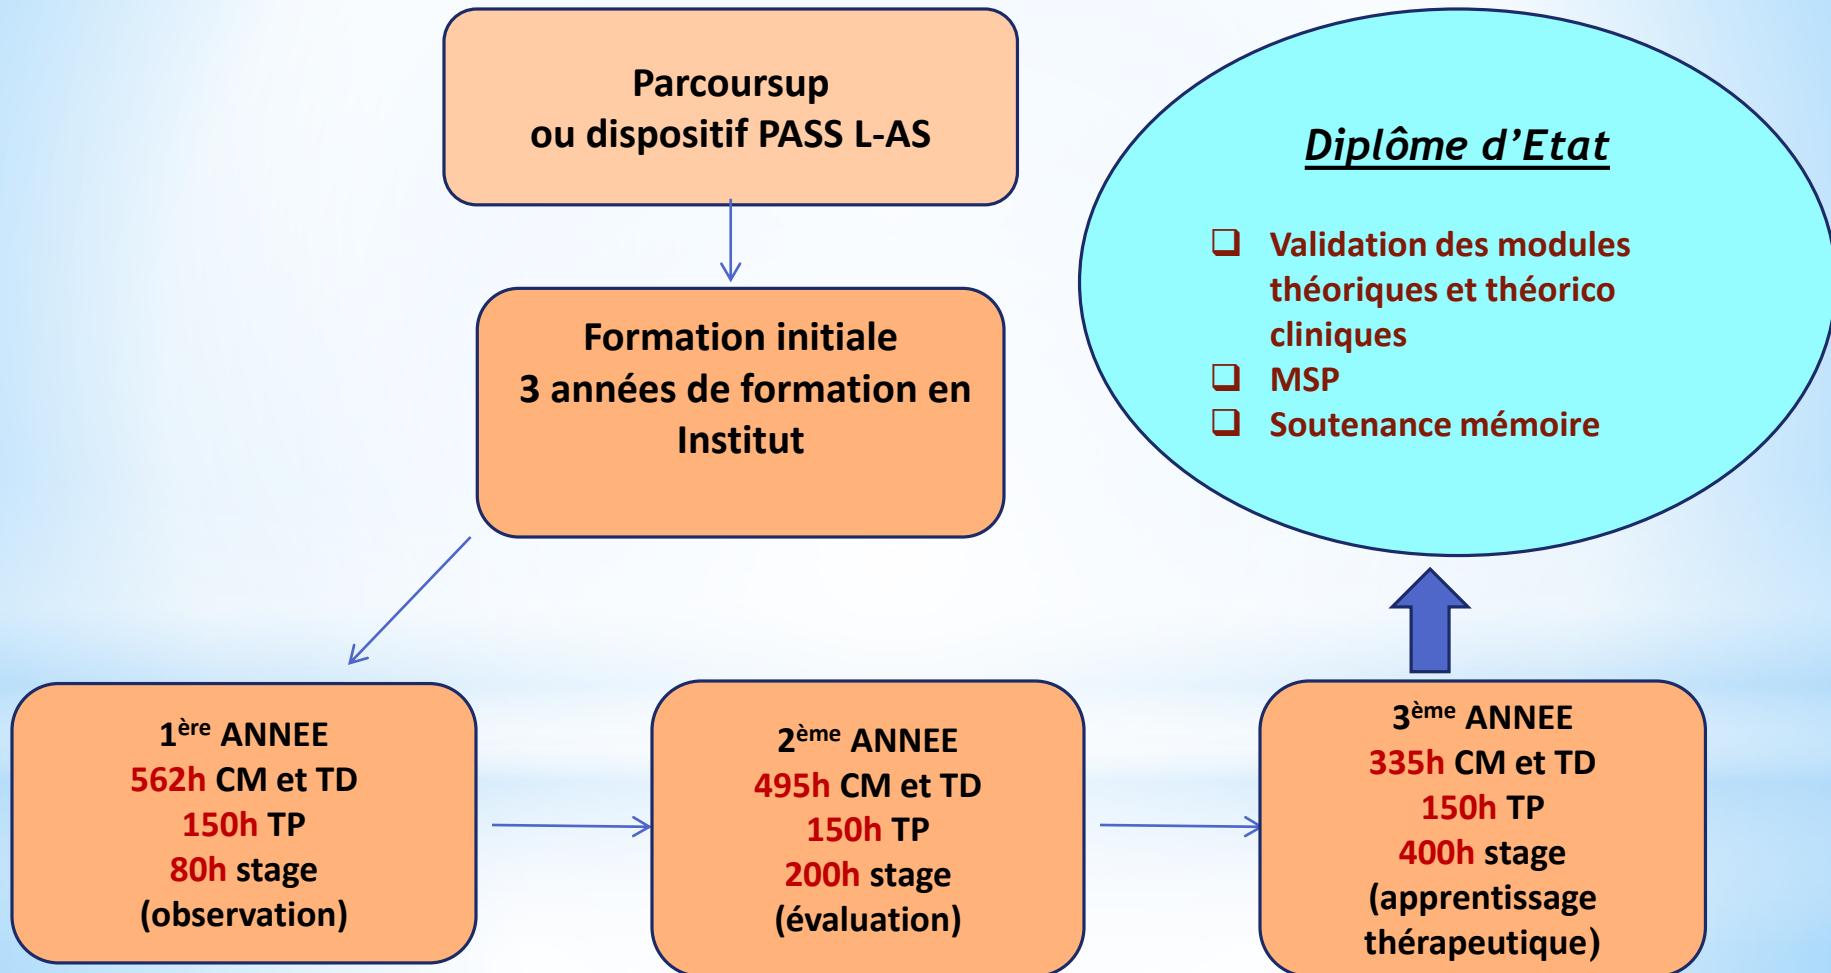 Parcoursup
ou dispositif PASS L-AS
Diplôme d’Etat
❑ Validation des modules
théoriques et théorico
cliniques
❑ MSP
❑ Soutenance mémoire
Formation initiale
3 années de formation en
Institut
1ère ANNEE
562h CM et TD
150h TP
80h stage
(observation)
2ème ANNEE
495h CM et TD
150h TP
200h stage
(évaluation)
3ème ANNEE
335h CM et TD
150h TP
400h stage
(apprentissage
thérapeutique)